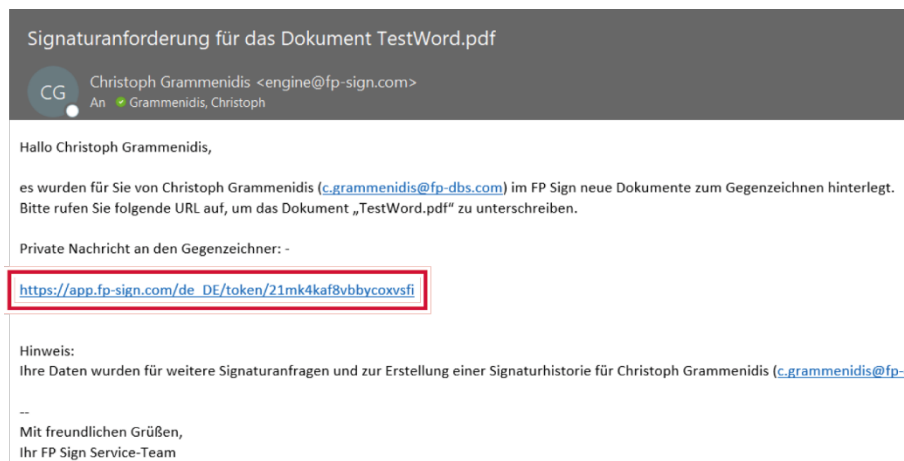 Signaturanforderung für das Dokument TestWord.pdf
CG
Christoph Grammenidis <engine@fp-sign.com>
An Grammenidis, Christoph
Hallo Christoph Grammenidis,
es wurden für Sie von Christoph Grammenidis (c.grammenidis@fp-dbs.com) im FP Sign neue Dokumente zum Gegenzeichnen hinterlegt.
Bitte rufen Sie folgende URL auf, um das Dokument „TestWord.pdf“ zu unterschreiben.
Private Nachricht an den Gegenzeichner: -
https://app.fp-sign.com/de_DE/token/21mk4kaf8vbbycoxvsfi
Hinweis:
Ihre Daten wurden für weitere Signaturanfragen und zur Erstellung einer Signaturhistorie für Christoph Grammenidis (c.grammenidis@fp-
--
Mit freundlichen Grüßen,
Ihr FP Sign Service-Team